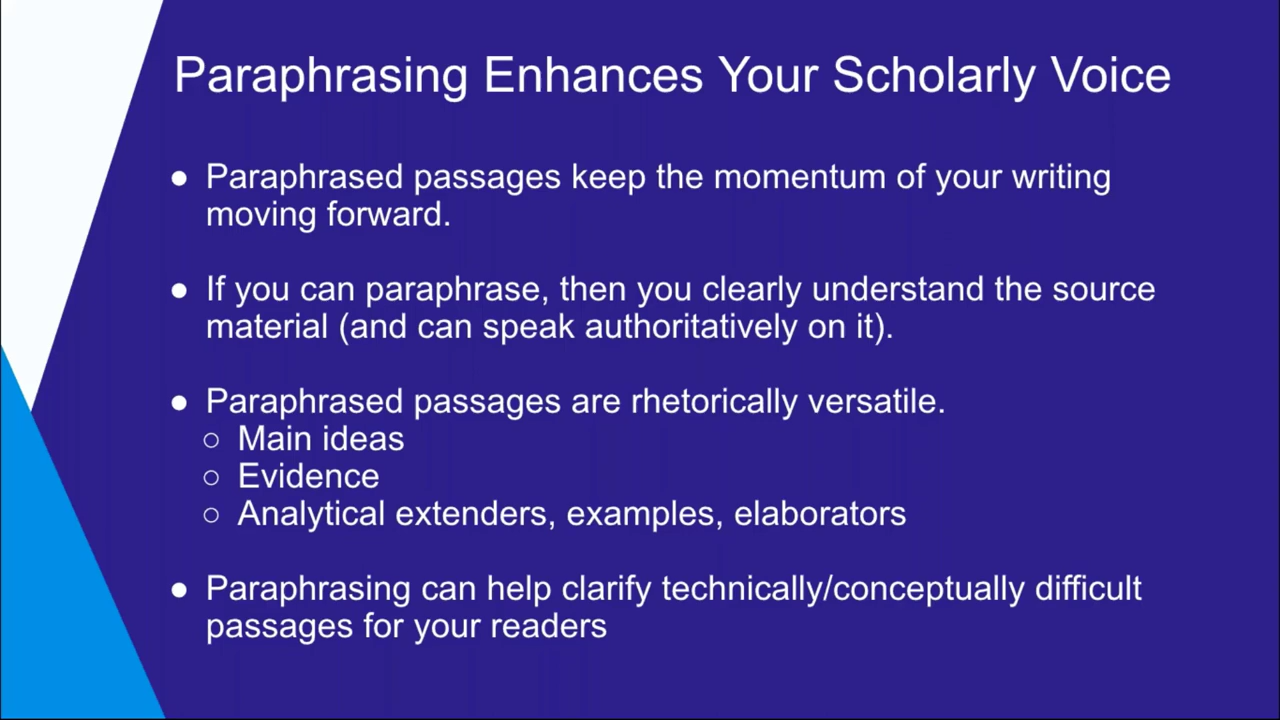 Paraphrasing Enhances Your Scholarly Voice
● Paraphrased passages keep the momentum of your writing
moving forward.
● If you can paraphrase, then you clearly understand the source
material (and can speak authoritatively on it).
● Paraphrased passages are rhetorically versatile.
○ Main ideas
○ Evidence
○ Analytical extenders, examples, elaborators
● Paraphrasing can help clarify technically/conceptually difficult
passages for your readers